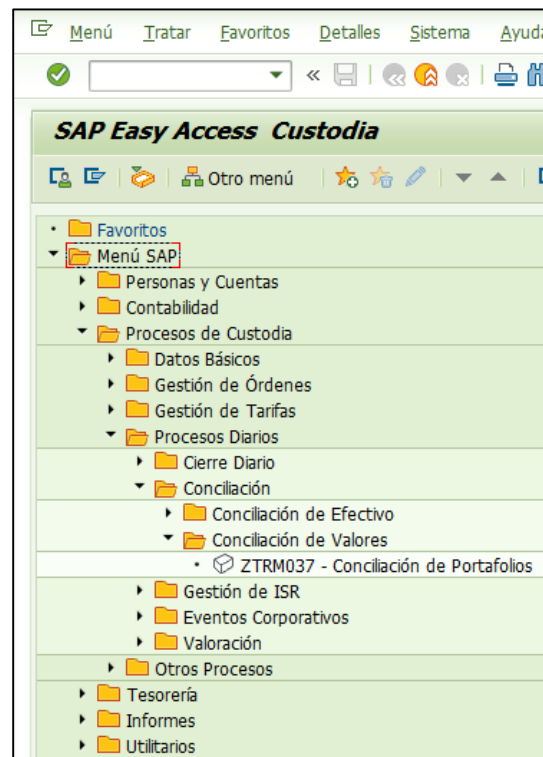 Menú Tratar Favoritos Detalles Sistema
SAP Easy Access Custodia
Otro menú
Favoritos
Menú SAP
Personas y Cuentas
Contabilidad
Procesos de Custodia
Datos Básicos
Gestión de Órdenes
Gestión de Tarifas
Procesos Diarios
Cierre Diario
Conciliación
Conciliación de Efectivo
Conciliación de Valores
ZTRM037 - Conciliación de Portafolios
Gestión de ISR
Eventos Corporativos
Valoración
Otros Procesos
Tesorería
Informes
Utilitarios